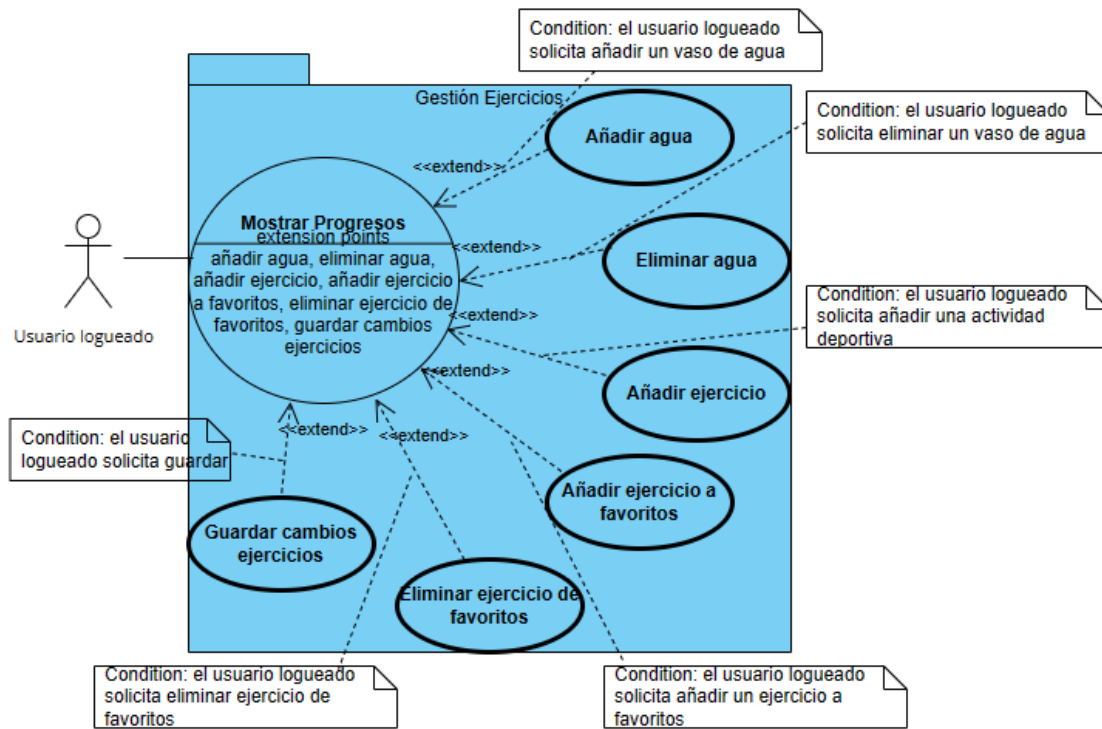 Condition: el usuario logueado
solicita añadir un vaso de agua
Gestión Ejercicios
Condition: el usuario logueado
solicita eliminar un vaso de agua
Añadir agua
<<extend>>
Mostrar Progresos
extension points
añadir agua, eliminar agua,
añadir ejercicio, añadir ejercicio
a favoritos, eliminar ejercicio de
favoritos, guardar cambios
ejercicios
<<extend>>
Eliminar agua
Usuario logueado
Condition: el usuario logueado
solicita añadir una actividad
deportiva
<<extend>>
Añadir ejercicio
<<extend>>
Condition: el usuario
logueado solicita guardar
<<extend>>
<<extend>>
Añadir ejercicio a
favoritos
Guardar cambios
ejercicios
Eliminar ejercicio de
favoritos
Condition: el usuario logueado
solicita eliminar ejercicio de
favoritos
Condition: el usuario logueado
solicita añadir un ejercicio a
favoritos